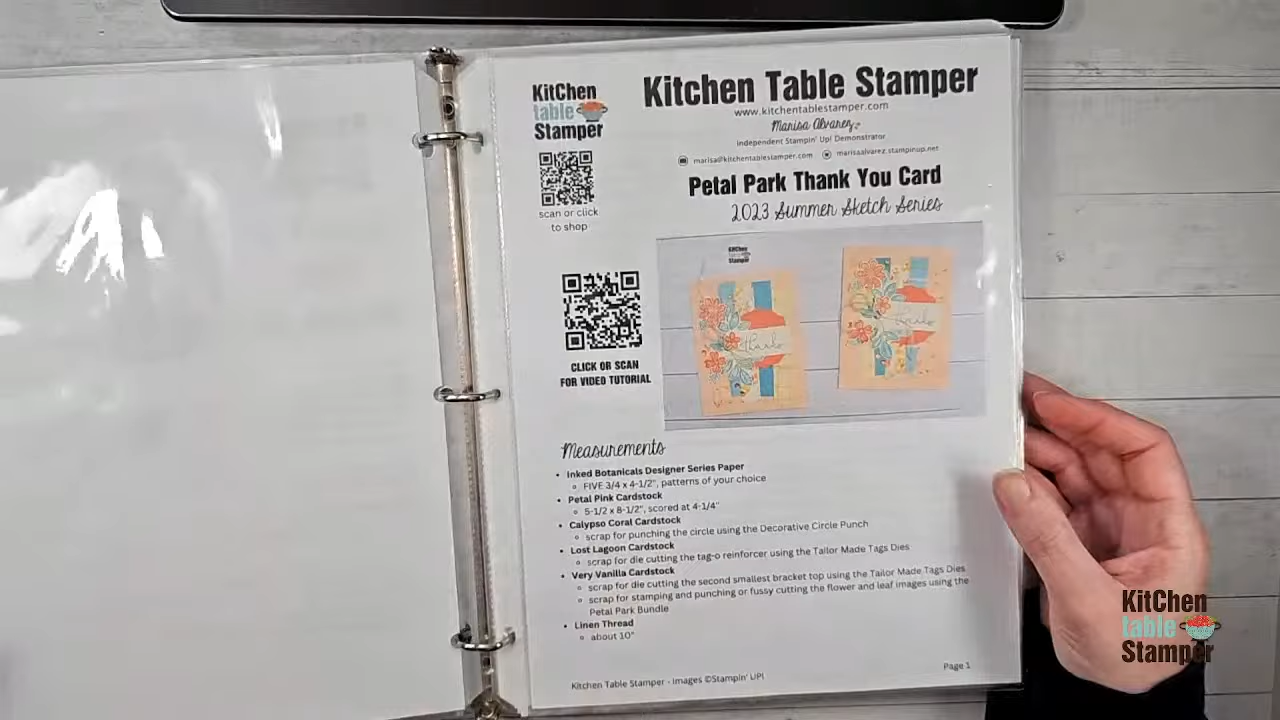 KitChen
table
Stamper
scan or click
to shop
Kitchen Table Stamper
www.kitchentablestamper.com
Marisa Alvarez
Independent Stampin' Up! Demonstrator
marisa@kitchentablestamper.com
marisaalvarez.stampinup.net
Petal Park Thank You Card
2023 Summer Sketch Series
KitChen
table
Stamper
thanks
thanks
CLICK OR SCAN
FOR VIDEO TUTORIAL
Measurements
• Inked Botanicals Designer Series Paper
◦ FIVE 3/4 x 4-1/2", patterns of your choice
• Petal Pink Cardstock
◦ 5-1/2 x 8-1/2", scored at 4-1/4"
• Calypso Coral Cardstock
◦ scrap for punching the circle using the Decorative Circle Punch
• Lost Lagoon Cardstock
◦ scrap for die cutting the tag-o reinforcer using the Tailor Made Tags Dies
• Very Vanilla Cardstock
◦ scrap for die cutting the second smallest bracket top using the Tailor Made Tags Dies
◦ scrap for stamping and punching or fussy cutting the flower and leaf images using the
Petal Park Bundle
• Linen Thread
◦ about 10"
Kitchen Table Stamper - Images ©Stampin' UP!
Page 1
KitChen
table
Stamper